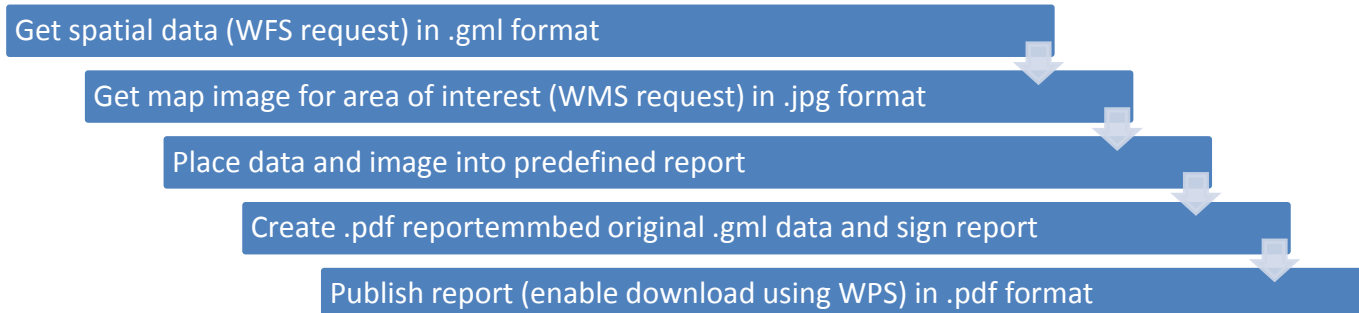 Get spatial data (WFS request) in .gml format
Get map image for area of interest (WMS request) in .jpg format
Place data and image into predefined report
Create .pdf reportemmbed original .gml data and sign report
Publish report (enable download using WPS) in .pdf format